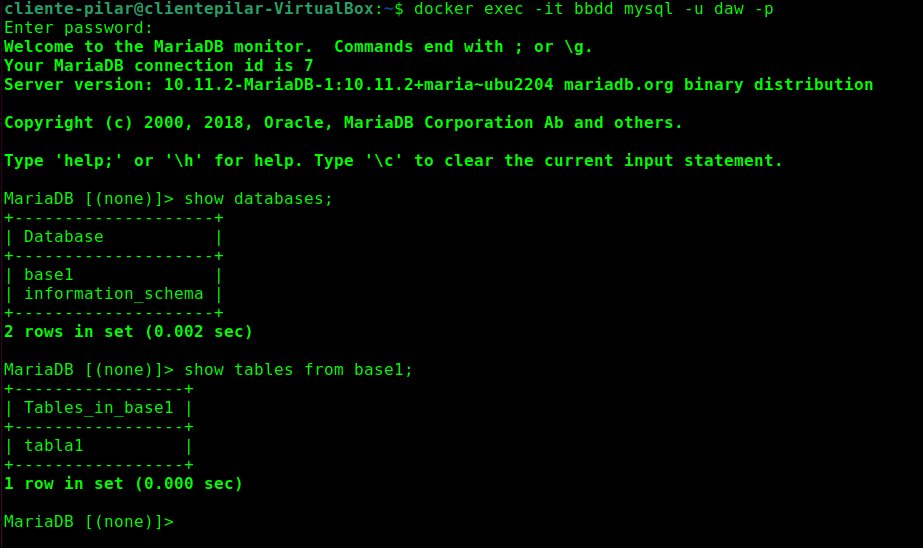 cliente-pilar@clientepilar-VirtualBox:~$ docker exec -it bbdd mysql -u daw -p
Enter password:
Welcome to the MariaDB monitor.  Commands end with ; or \g.
Your MariaDB connection id is 7
Server version: 10.11.2-MariaDB-1:10.11.2+maria~ubu2204 mariadb.org binary distribution

Copyright (c) 2000, 2018, Oracle, MariaDB Corporation Ab and others.

Type 'help;' or '\h' for help. Type '\c' to clear the current input statement.

MariaDB [(none)]> show databases;
+--------------------+
| Database           |
+--------------------+
| base1              |
| information_schema |
+--------------------+
2 rows in set (0.002 sec)

MariaDB [(none)]> show tables from base1;
+-----------------+
| Tables_in_base1 |
+-----------------+
| tabla1          |
+-----------------+
1 row in set (0.000 sec)

MariaDB [(none)]>